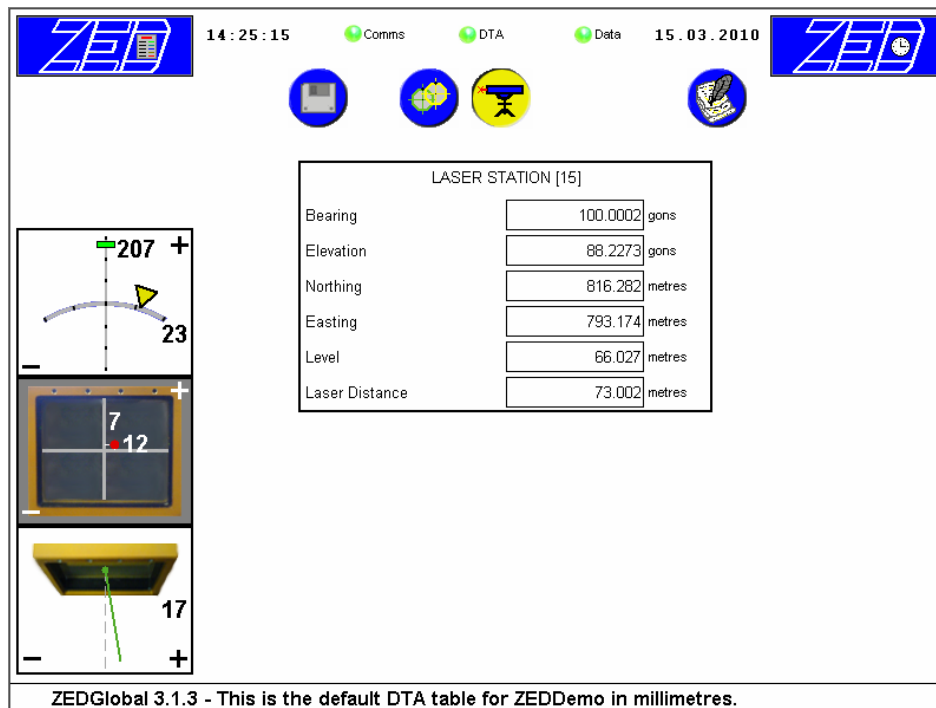 ZED 14:25:15 Comms DTA Data 15.03.2010 ZED
LASER STATION [15]
Bearing 100.0002 gons
Elevation 88.2273 gons
Northing 816.282 metres
Easting 793.174 metres
Level 66.027 metres
Laser Distance 73.002 metres
207 +
23
−
+
7
12
−
17
− +
ZEDGlobal 3.1.3 - This is the default DTA table for ZEDDemo in millimetres.